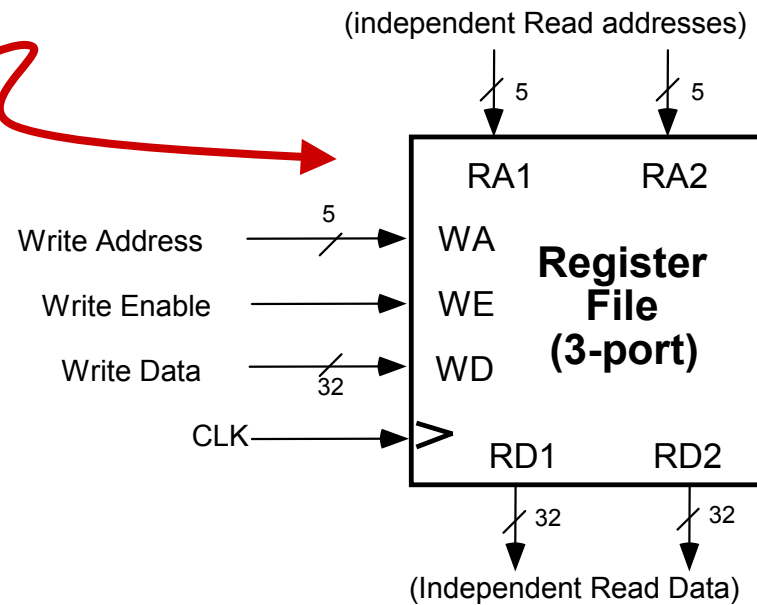 (independent Read addresses)
5
5
RA1
RA2
5
Write Address
WA
Register
File
(3-port)
Write Enable
WE
Write Data
32
WD
CLK
RD1
RD2
32
32
(Independent Read Data)